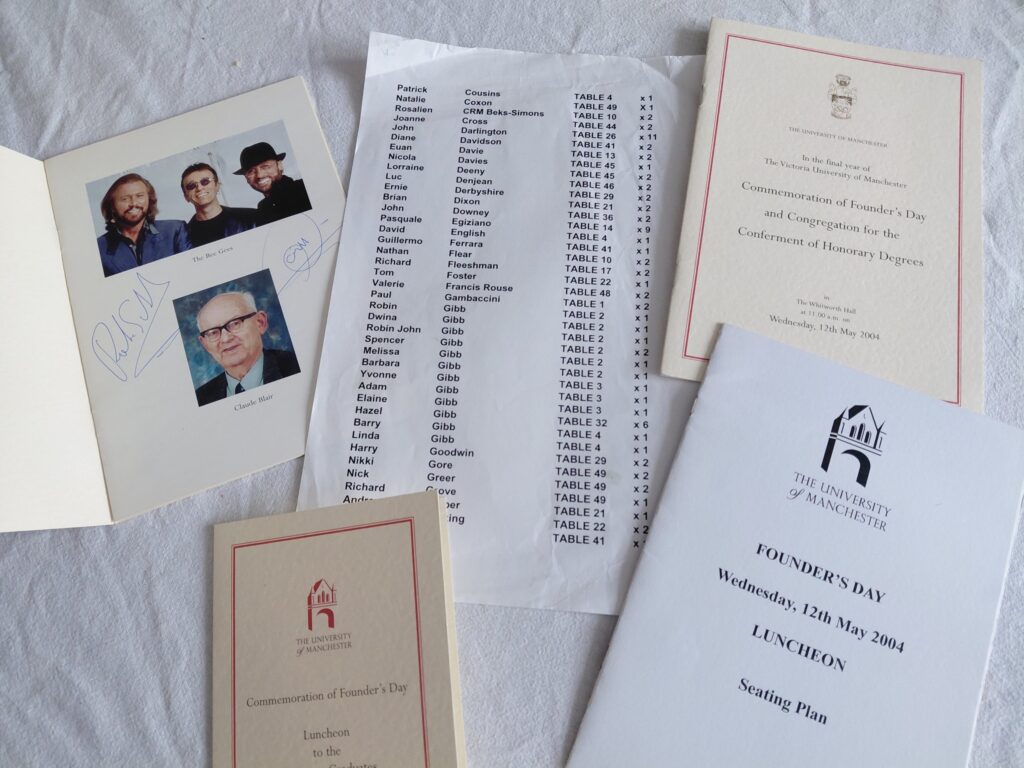 The Bee Gees
Claude Blair
Patrick Cousins TABLE 4 x 1
Natalie Coxon TABLE 49 x 1
Rosalien CRM Beks-Simons TABLE 10 x 2
Joanne Cross TABLE 44 x 2
John Darlington TABLE 26 x 11
Diane Davidson TABLE 41 x 2
Euan Davie TABLE 13 x 2
Nicola Davies TABLE 45 x 1
Lorraine Deeny TABLE 45 x 2
Luc Denjean TABLE 46 x 2
Ernie Derbyshire TABLE 29 x 2
Brian Dixon TABLE 21 x 2
John Downey TABLE 36 x 2
Pasquale Egiziano TABLE 14 x 9
David English TABLE 4 x 1
Guillermo Ferrara TABLE 41 x 1
Nathan Flear TABLE 10 x 2
Richard Fleeshman TABLE 17 x 2
Tom Foster TABLE 22 x 1
Valerie Francis Rouse TABLE 48 x 2
Paul Gambaccini TABLE 1 x 2
Robin Gibb TABLE 2 x 1
Dwina Gibb TABLE 2 x 1
Robin John Gibb TABLE 2 x 1
Spencer Gibb TABLE 2 x 2
Melissa Gibb TABLE 2 x 1
Barbara Gibb TABLE 3 x 1
Yvonne Gibb TABLE 3 x 1
Adam Gibb TABLE 3 x 1
Elaine Gibb TABLE 32 x 6
Hazel Gibb TABLE 4 x 1
Barry Gibb TABLE 4 x 1
Linda Gibb TABLE 29 x 2
Harry Goodwin TABLE 49 x 2
Nikki Gore TABLE 49 x 2
Nick Greer TABLE 49 x 1
Richard Grove TABLE 21 x 1
TABLE 22 x 2
TABLE 41 x
THE UNIVERSITY OF MANCHESTER
In the final year of
The Victoria University of Manchester
Commemoration of Founder's Day
and Congregation for the
Conferment of Honorary Degrees
in
The Whitworth Hall
at 11.00 a.m. on
Wednesday, 12th May 2004
THE UNIVERSITY
of MANCHESTER
Commemoration of Founder's Day
Luncheon
to the
Graduates
THE UNIVERSITY
of MANCHESTER
FOUNDER'S DAY
Wednesday, 12th May 2004
LUNCHEON
Seating Plan